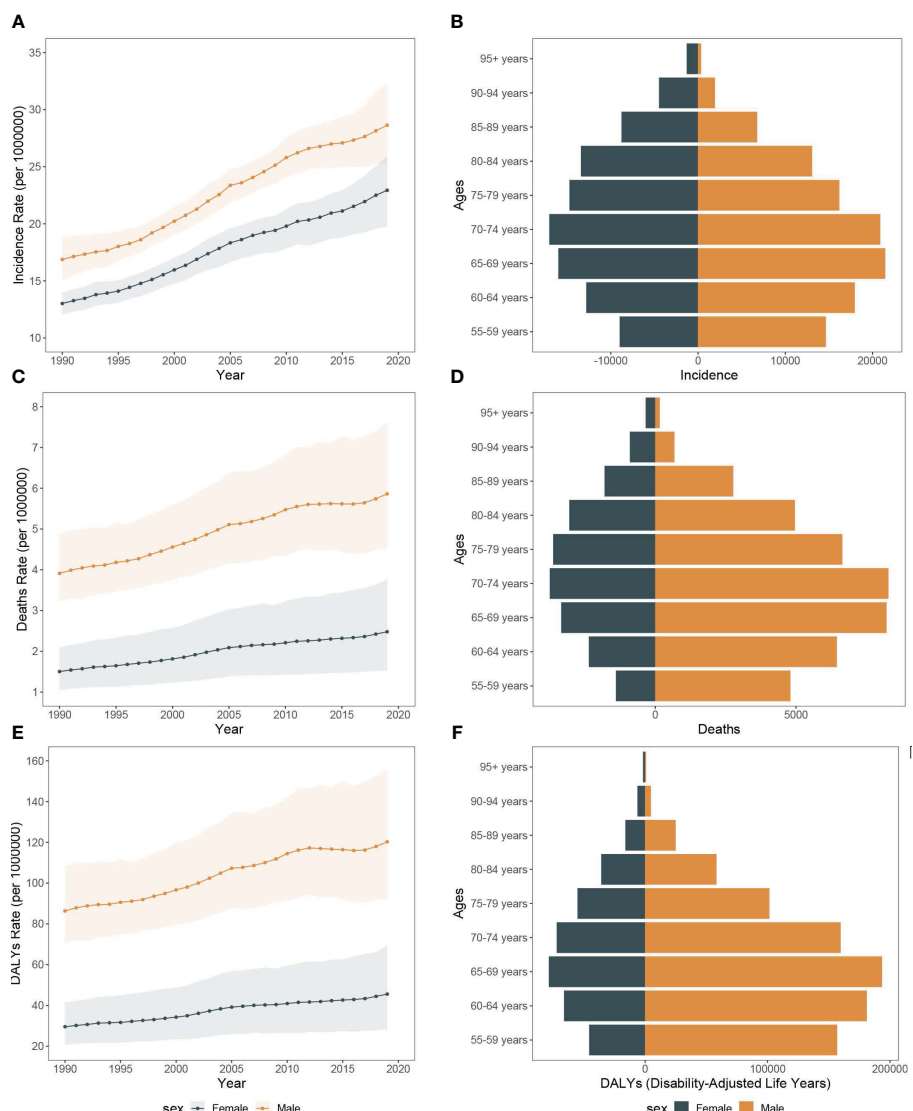 A
Incidence Rate (per 1000000)
35
30
25
20
15
10
1990 1995 2000 2005 2010 2015 2020
Year
B
Ages
95+ years
90-94 years
85-89 years
80-84 years
75-79 years
70-74 years
65-69 years
60-64 years
55-59 years
-10000 0 10000 20000
Incidence
C
Deaths Rate (per 1000000)
8
7
6
5
4
3
2
1
1990 1995 2000 2005 2010 2015 2020
Year
D
Ages
95+ years
90-94 years
85-89 years
80-84 years
75-79 years
70-74 years
65-69 years
60-64 years
55-59 years
0 5000
Deaths
E
DALYs Rate (per 1000000)
160
140
120
100
80
60
40
20
1990 1995 2000 2005 2010 2015 2020
Year
F
Ages
95+ years
90-94 years
85-89 years
80-84 years
75-79 years
70-74 years
65-69 years
60-64 years
55-59 years
0 100000 200000
DALYs (Disability-Adjusted Life Years)
sex Female Male
sex Female Male